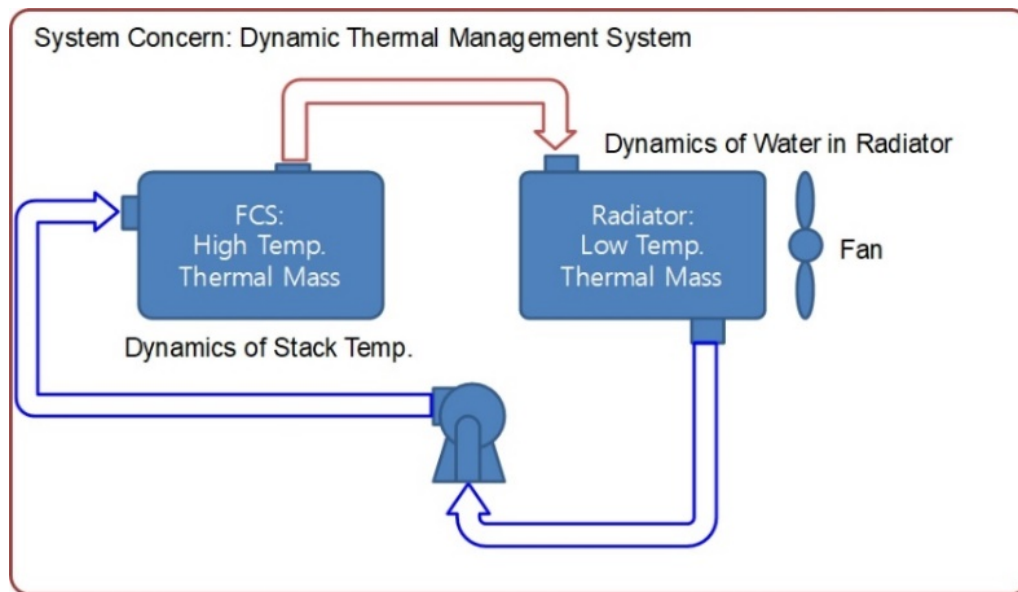 System Concern: Dynamic Thermal Management System
Dynamics of Water in Radiator
FCS:
High Temp.
Thermal Mass
Radiator:
Low Temp.
Thermal Mass
Fan
Dynamics of Stack Temp.